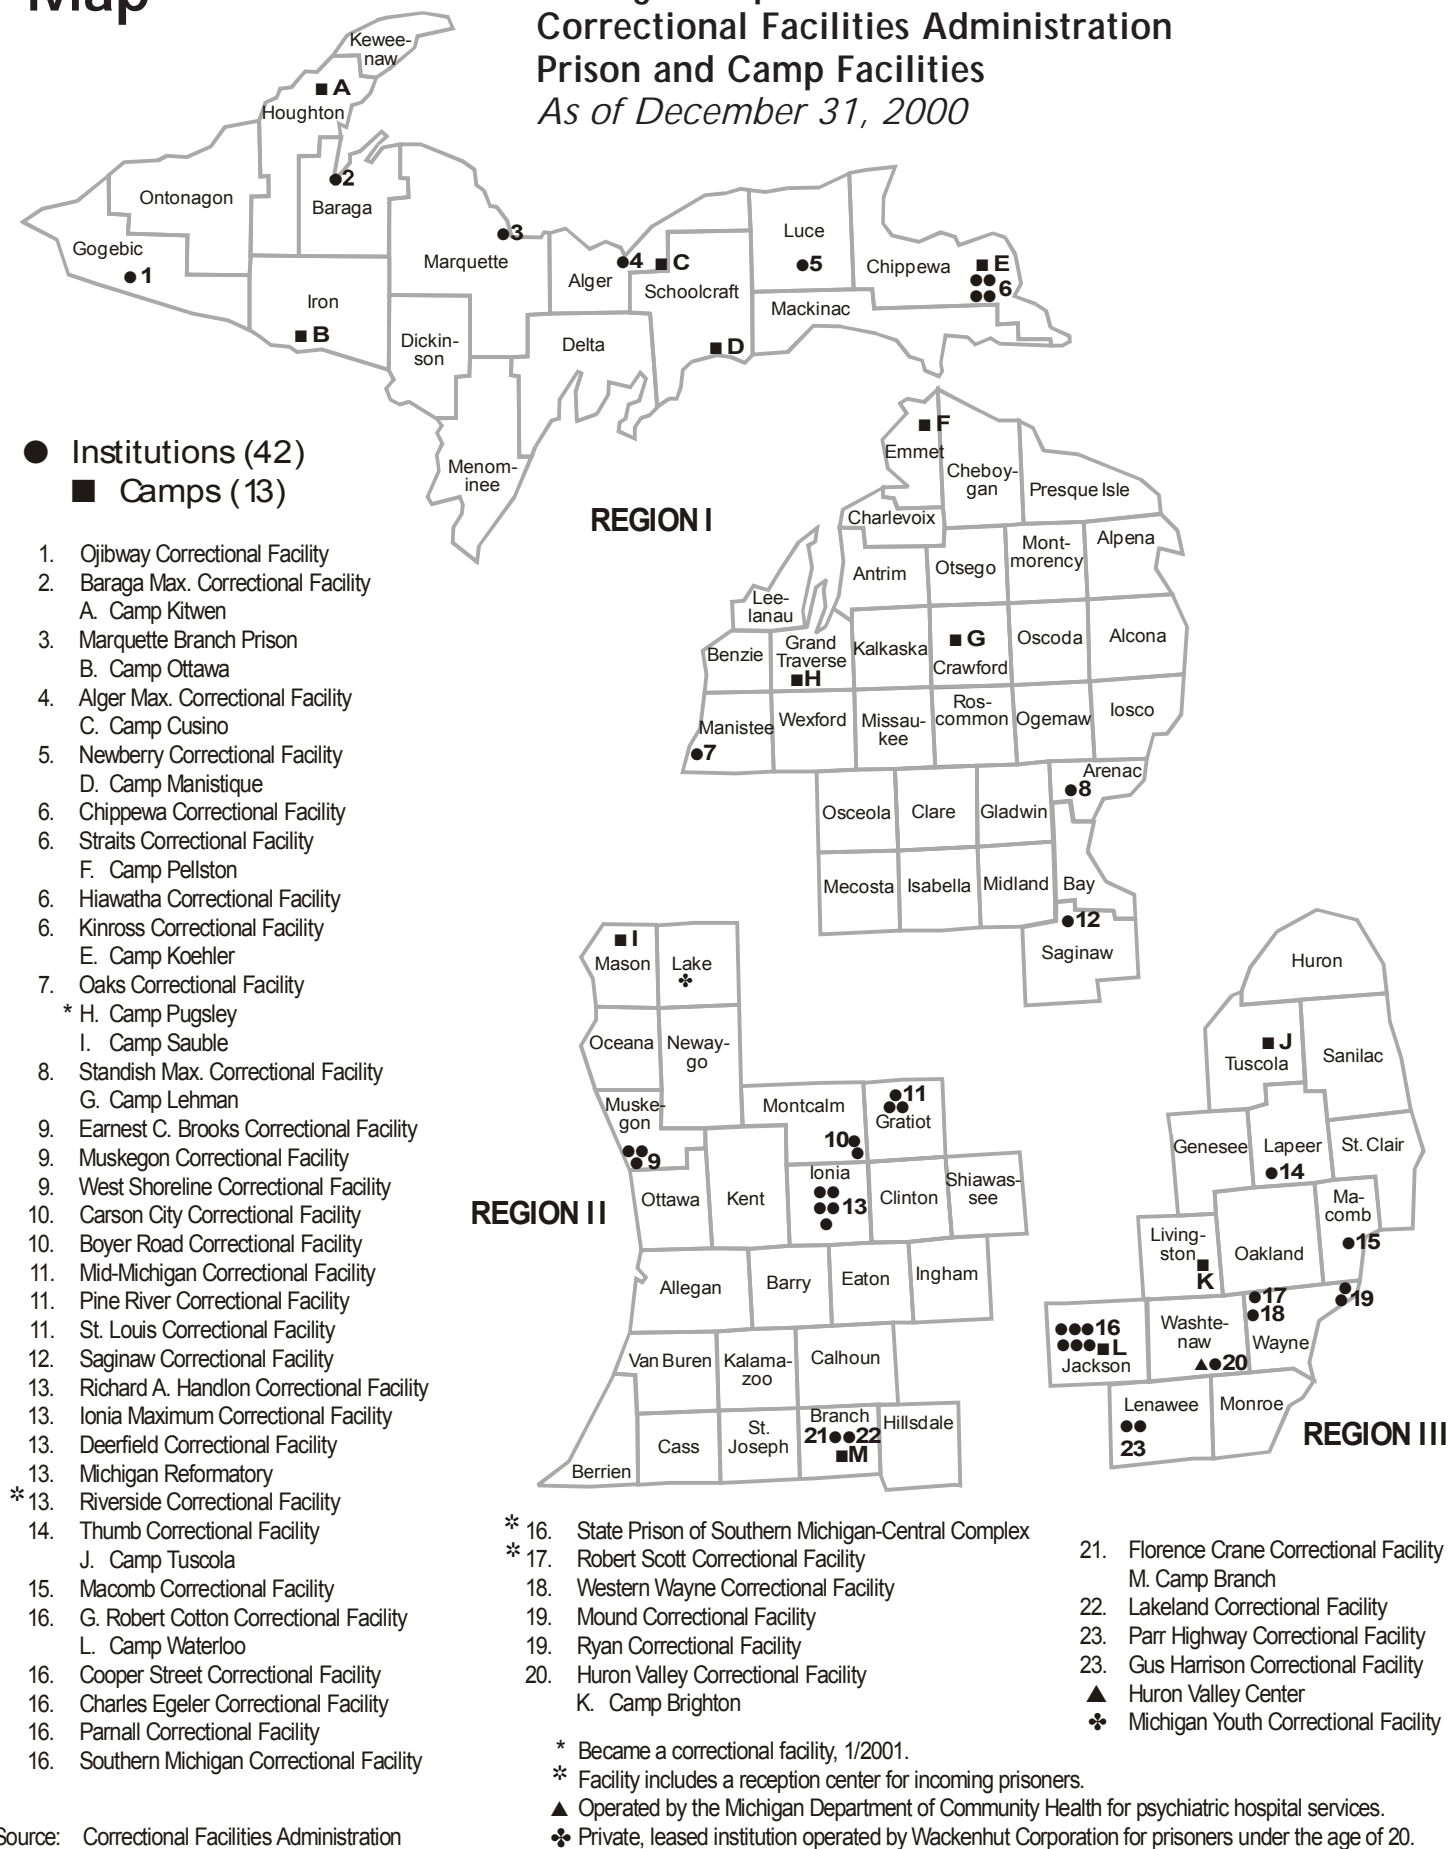 Map
Correctional Facilities Administration
Prison and Camp Facilities
As of December 31, 2000
Kewee-
naw
A
Houghton
2
Baraga
Ontonagon
Gogebic
1
3
Marquette
Iron
B
Dickin-
son
4
C
Alger
Schoolcraft
Luce
5
Chippewa
E
6
Mackinac
Delta
D
Menom-
inee
● Institutions (42)
■ Camps (13)
REGION I
F
Emmet
Cheboy-
gan
Presque Isle
Charlevoix
Antrim
Otsego
Mont-
morency
Alpena
Lee-
lanau
Benzie
Grand
Traverse
H
Kalkaska
G
Crawford
Oscoda
Alcona
Manistee
7
Wexford
Missau-
kee
Ros-
common
Ogemaw
Iosco
Arenac
8
Osceola
Clare
Gladwin
Mecosta
Isabella
Midland
Bay
12
Saginaw
I
Mason
Lake
Oceana
Neway-
go
Muske-
gon
9
Montcalm
10
11
Gratiot
REGION II
Ottawa
Kent
Ionia
13
Clinton
Shiawas-
see
Allegan
Barry
Eaton
Ingham
Van Buren
Kalama-
zoo
Calhoun
Berrien
Cass
St.
Joseph
Branch
21 22
M
Hillsdale
Huron
J
Tuscola
Sanilac
Genesee
Lapeer
14
St. Clair
Living-
ston
K
Oakland
Ma-
comb
15
16
L
Jackson
Washte-
naw
20
17
18
Wayne
19
Lenawee
23
Monroe
REGION III
1. Ojibway Correctional Facility
2. Baraga Max. Correctional Facility
A. Camp Kitwen
3. Marquette Branch Prison
B. Camp Ottawa
4. Alger Max. Correctional Facility
C. Camp Cusino
5. Newberry Correctional Facility
D. Camp Manistique
6. Chippewa Correctional Facility
6. Straits Correctional Facility
F. Camp Pellston
6. Hiawatha Correctional Facility
6. Kinross Correctional Facility
E. Camp Koehler
7. Oaks Correctional Facility
* H. Camp Pugsley
I. Camp Sauble
8. Standish Max. Correctional Facility
G. Camp Lehman
9. Earnest C. Brooks Correctional Facility
9. Muskegon Correctional Facility
9. West Shoreline Correctional Facility
10. Carson City Correctional Facility
10. Boyer Road Correctional Facility
11. Mid-Michigan Correctional Facility
11. Pine River Correctional Facility
11. St. Louis Correctional Facility
12. Saginaw Correctional Facility
13. Richard A. Handlon Correctional Facility
13. Ionia Maximum Correctional Facility
13. Deerfield Correctional Facility
13. Michigan Reformatory
✲ 13. Riverside Correctional Facility
14. Thumb Correctional Facility
J. Camp Tuscola
15. Macomb Correctional Facility
16. G. Robert Cotton Correctional Facility
L. Camp Waterloo
16. Cooper Street Correctional Facility
16. Charles Egeler Correctional Facility
16. Parnall Correctional Facility
16. Southern Michigan Correctional Facility
✲ 16. State Prison of Southern Michigan-Central Complex
✲ 17. Robert Scott Correctional Facility
18. Western Wayne Correctional Facility
19. Mound Correctional Facility
19. Ryan Correctional Facility
20. Huron Valley Correctional Facility
K. Camp Brighton
21. Florence Crane Correctional Facility
M. Camp Branch
22. Lakeland Correctional Facility
23. Parr Highway Correctional Facility
23. Gus Harrison Correctional Facility
▲ Huron Valley Center
✤ Michigan Youth Correctional Facility
* Became a correctional facility, 1/2001.
✲ Facility includes a reception center for incoming prisoners.
▲ Operated by the Michigan Department of Community Health for psychiatric hospital services.
✤ Private, leased institution operated by Wackenhut Corporation for prisoners under the age of 20.
Source: Correctional Facilities Administration